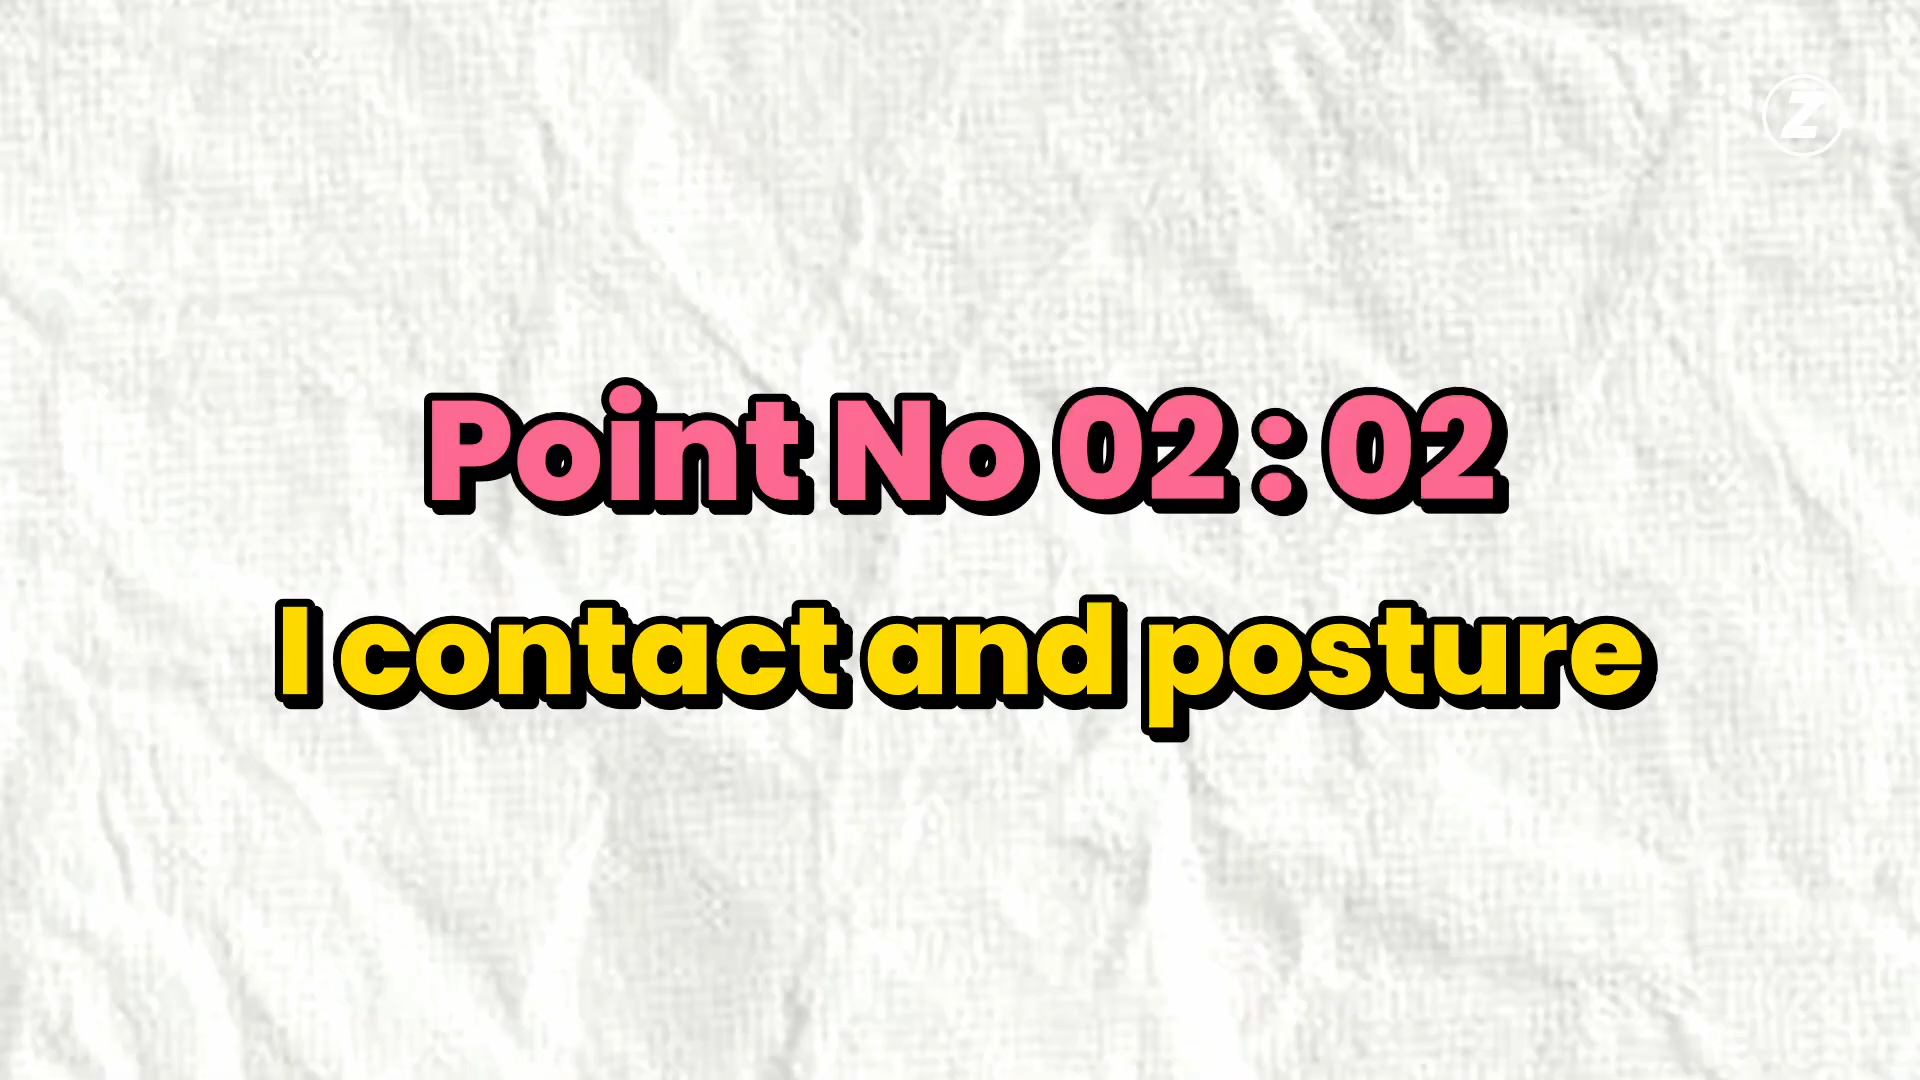 Z
Point No 02 : 02
I contact and posture